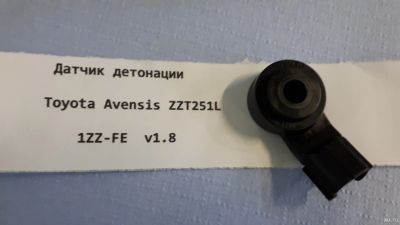 Датчик детонации
Toyota Avensis ZZT251L
1ZZ-FE v1.8